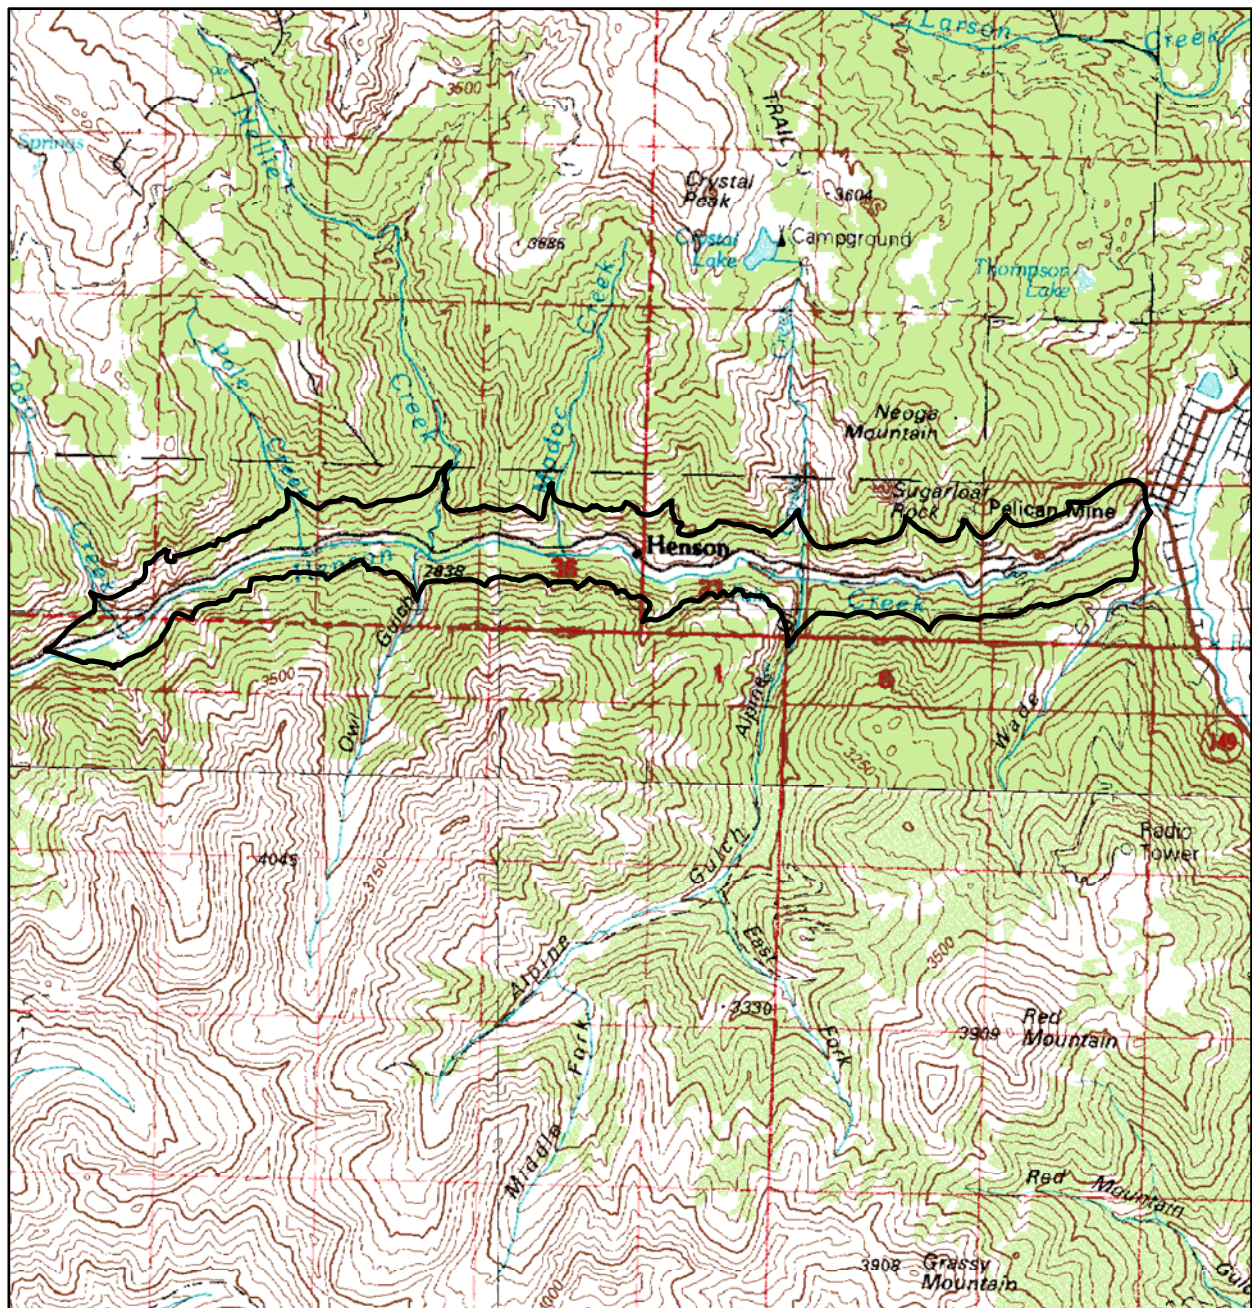 Larson
Creek
3500
TRAIL
Nellie
Springs
Crystal
Peak
3604
3686
Crystal
Lake
Campground
Thompson
Lake
Creek
Creek
Pole
Creek
Creek
Modoc
Neoga
Mountain
Creek
Sugarloaf
Rock
Pelican Mine
Creek
Henson
Henson
2838
36
Creek
Gulch
3500
1
6
Alpine
Owl
Wade
149
3250
Radio
Tower
4045
3750
Gulch
East
Alpine
3500
3330
Fork
Red
Mountain
3909
Fork
Middle
Red Mountain
3908
Grassy
Mountain